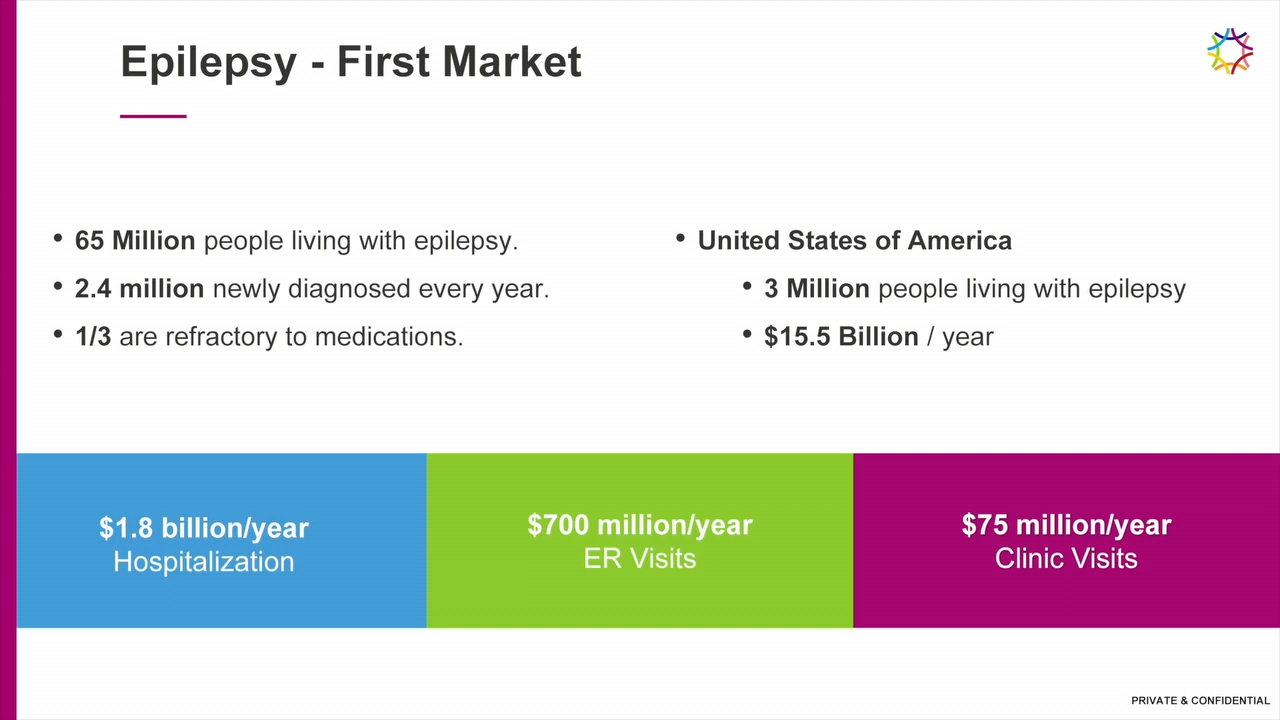 Epilepsy - First Market
• 65 Million people living with epilepsy.
• 2.4 million newly diagnosed every year.
• 1/3 are refractory to medications.
• United States of America
• 3 Million people living with epilepsy
• $15.5 Billion / year
$1.8 billion/year
Hospitalization
$700 million/year
ER Visits
$75 million/year
Clinic Visits
PRIVATE & CONFIDENTIAL